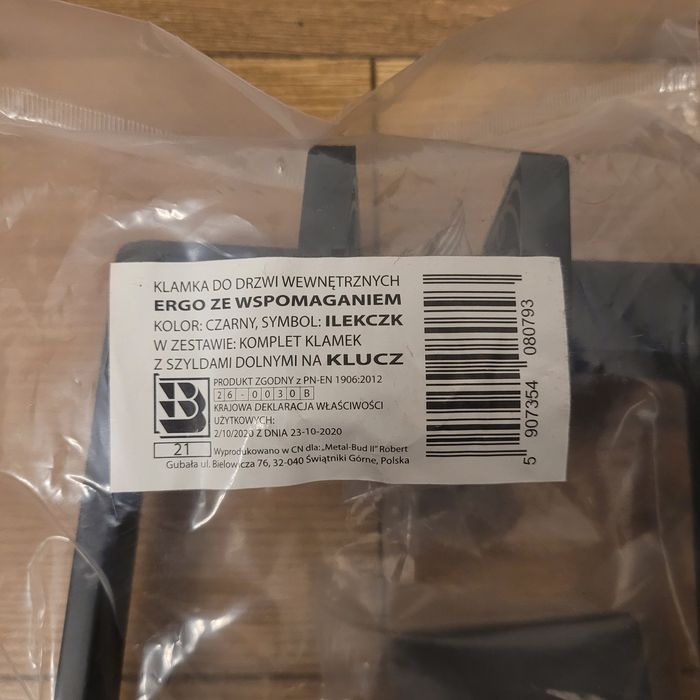 KLAMKA DO DRZWI WEWNĘTRZNYCH
ERGO ZE WSPOMAGANIEM
KOLOR: CZARNY, SYMBOL: ILEKCZK
W ZESTAWIE: KOMPLET KLAMEK
Z SZYLDAMI DOLNYMI NA KLUCZ
PRODUKT ZGODNY z PN-EN 1906:2012
26-0030B
KRAJOWA DEKLARACJA WŁAŚCIWOŚCI
UŻYTKOWYCH:
2/10/2020 Z DNIA 23-10-2020
21
Wyprodukowano w CN dla: „Metal-Bud II" Robert
Gubała ul. Bielowicza 76, 32-040 Świątniki Górne, Polska
5 907354 080793